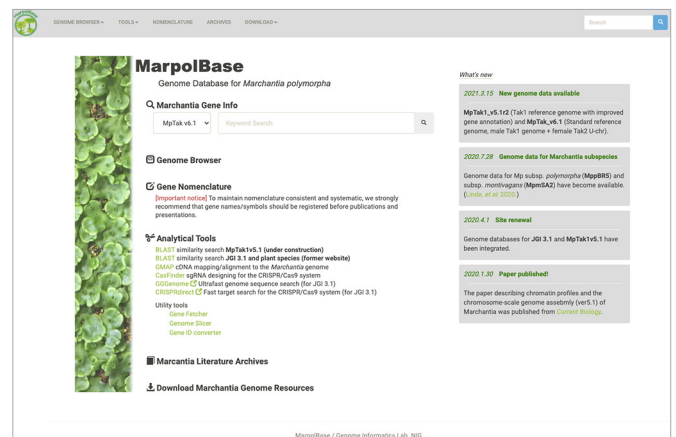 MarpolBase
GENOME BROWSER
TOOLS
NOMENCLATURE
ARCHIVES
DOWNLOAD
Search
MarpolBase
Genome Database for Marchantia polymorpha
Marchantia Gene Info
MpTak v6.1
Keyword Search
Genome Browser
Gene Nomenclature
[Important notice] To maintain nomenclature consistent and systematic, we strongly
recommend that gene names/symbols should be registered before publications and
presentations.
Analytical Tools
BLAST similarity search MpTak1v5.1 (under construction)
BLAST similarity search JGI 3.1 and plant species (former website)
GMAP cDNA mapping/alignment to the Marchantia genome
CasFinder sgRNA designing for the CRISPR/Cas9 system
GGGenome Ultrafast genome sequence search (for JGI 3.1)
CRISPRdirect Fast target search for the CRISPR/Cas9 system (for JGI 3.1)
Utility tools
Gene Fetcher
Genome Slicer
Gene ID converter
Marcantia Literature Archives
Download Marchantia Genome Resources
What's new
2021.3.15 New genome data available
MpTak1_v5.1r2 (Tak1 reference genome with improved
gene annotation) and MpTak_v6.1 (Standard reference
genome, male Tak1 genome + female Tak2 U-chr).
2020.7.28 Genome data for Marchantia subspecies
Genome data for Mp subsp. polymorpha (MppBR5) and
subsp. montivagans (MpmSA2) have become available.
(Linde, et al. 2020.)
2020.4.1 Site renewal
Genome databases for JGI 3.1 and MpTak1v5.1 have
been integrated.
2020.1.30 Paper published!
The paper describing chromatin profiles and the
chromosome-scale genome assebmly (ver5.1) of
Marchantia was published from Current Biology.
MarpolBase / Genome Informatics Lab. NIG